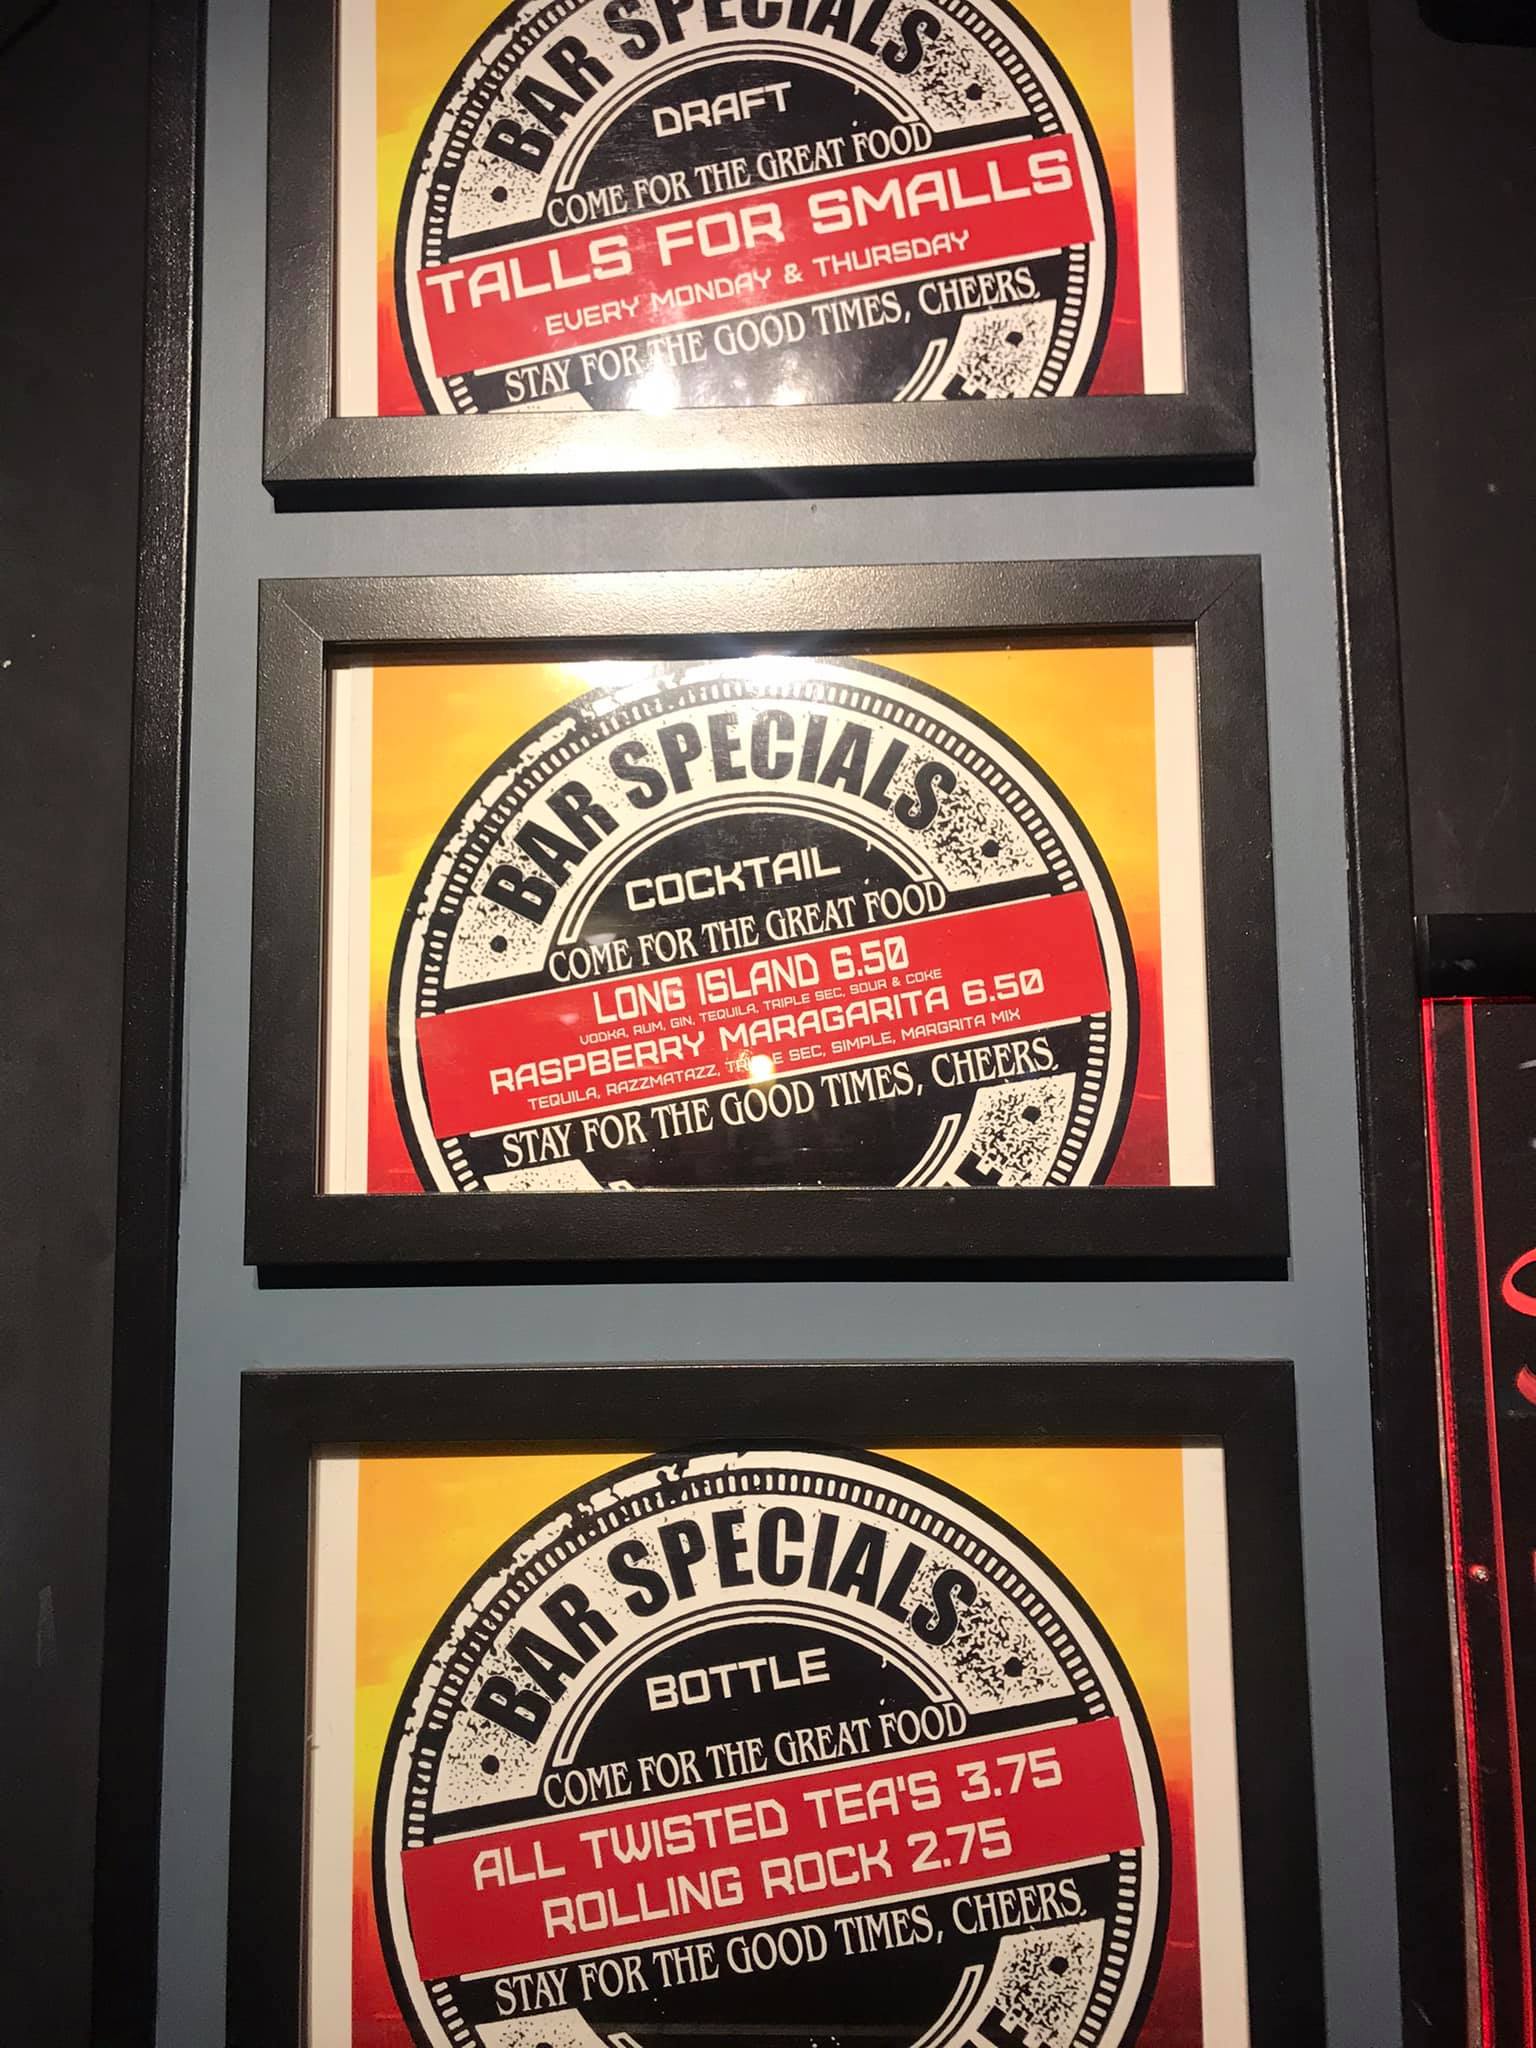 BAR SPECIALS
DRAFT
COME FOR THE GREAT FOOD
TALLS FOR SMALLS
EVERY MONDAY & THURSDAY
STAY FOR THE GOOD TIMES, CHEERS.
BAR SPECIALS
COCKTAIL
COME FOR THE GREAT FOOD
LONG ISLAND 6.50
VODKA, RUM, GIN, TEQUILA, TRIPLE SEC, SOUR & COKE
RASPBERRY MARAGARITA 6.50
TEQUILA, RAZZMATAZZ, TRIPLE SEC, SIMPLE, MARGRITA MIX
STAY FOR THE GOOD TIMES, CHEERS.
BAR SPECIALS
BOTTLE
COME FOR THE GREAT FOOD
ALL TWISTED TEA'S 3.75
ROLLING ROCK 2.75
STAY FOR THE GOOD TIMES, CHEERS.